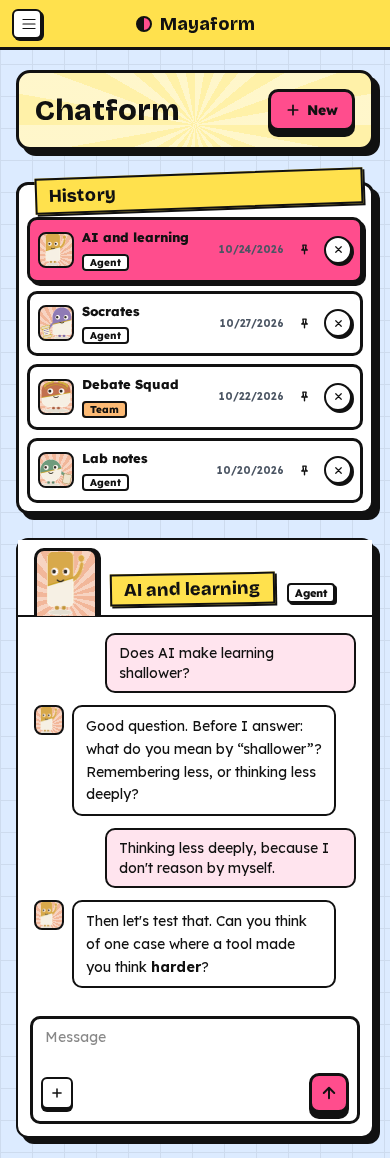 Mayaform
Chatform
+ New
History
AI and learning
10/24/2026
Agent
Socrates
10/27/2026
Agent
Debate Squad
10/22/2026
Team
Lab notes
10/20/2026
Agent
AI and learning
Agent
Does AI make learning
shallower?
Good question. Before I answer:
what do you mean by “shallower”?
Remembering less, or thinking less
deeply?
Thinking less deeply, because I
don't reason by myself.
Then let's test that. Can you think
of one case where a tool made
you think harder?
Message